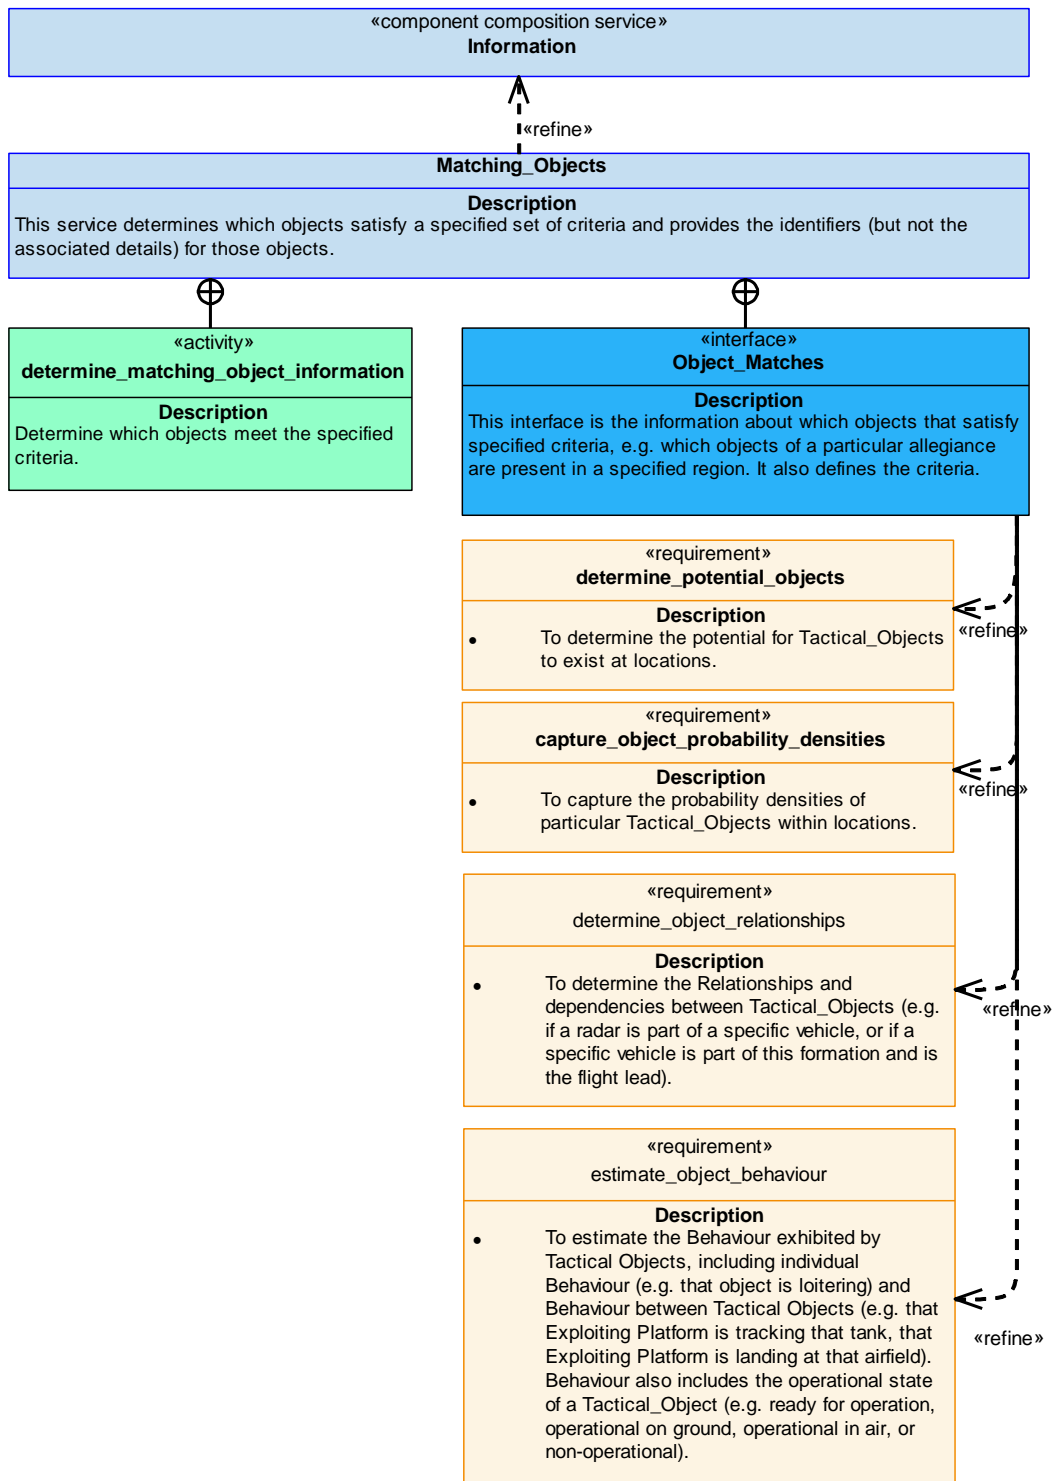 «component composition service»
Information
«refine»
Matching_Objects
Description
This service determines which objects satisfy a specified set of criteria and provides the identifiers (but not the
associated details) for those objects.
«activity»
determine_matching_object_information
Description
Determine which objects meet the specified
criteria.
«interface»
Object_Matches
Description
This interface is the information about which objects that satisfy
specified criteria, e.g. which objects of a particular allegiance
are present in a specified region. It also defines the criteria.
«requirement»
determine_potential_objects
Description
• To determine the potential for Tactical_Objects
to exist at locations.
«refine»
«requirement»
capture_object_probability_densities
Description
• To capture the probability densities of
particular Tactical_Objects within locations.
«refine»
«requirement»
determine_object_relationships
Description
• To determine the Relationships and
dependencies between Tactical_Objects (e.g.
if a radar is part of a specific vehicle, or if a
specific vehicle is part of this formation and is
the flight lead).
«refine»
«requirement»
estimate_object_behaviour
Description
• To estimate the Behaviour exhibited by
Tactical Objects, including individual
Behaviour (e.g. that object is loitering) and
Behaviour between Tactical Objects (e.g. that
Exploiting Platform is tracking that tank, that
Exploiting Platform is landing at that airfield).
Behaviour also includes the operational state
of a Tactical_Object (e.g. ready for operation,
operational on ground, operational in air, or
non-operational).
«refine»